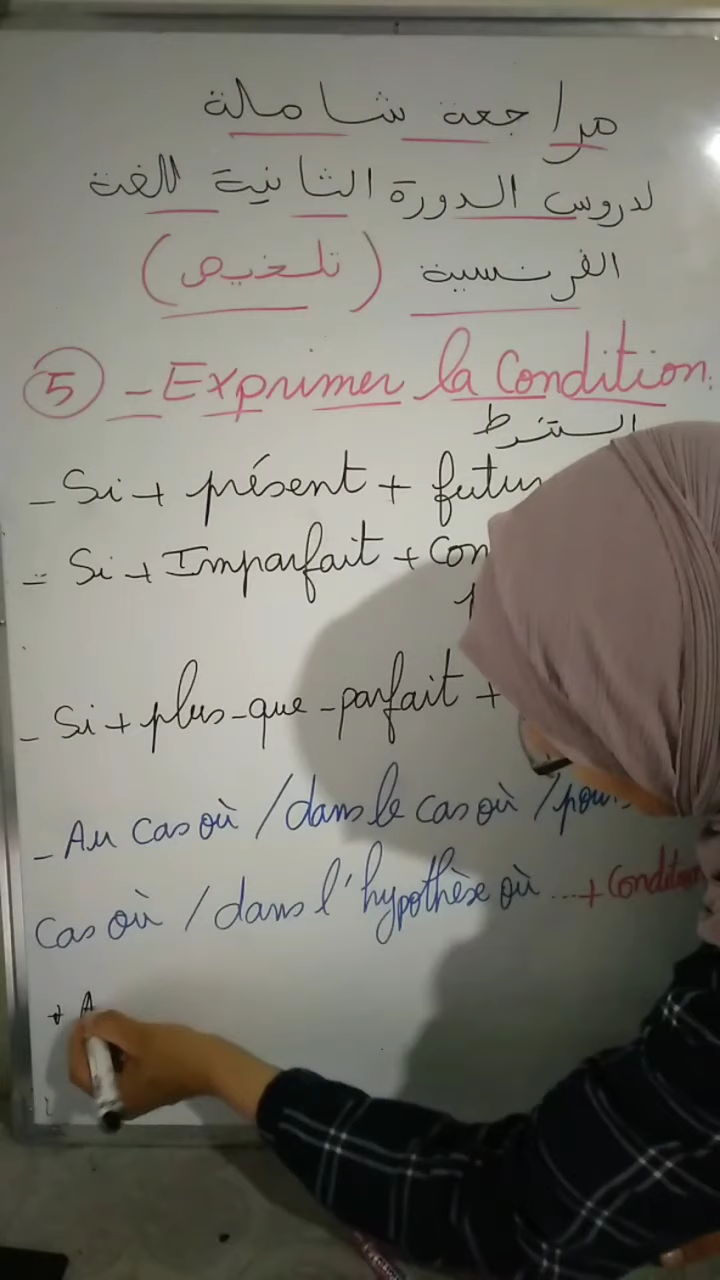 مراجعة شاملة
لدروس الدورة الثانية للغة
الفرنسية (تلخيص)
5 - Exprimer la Condition.
الشرط
- Si + présent + futur
- Si + Imparfait + Con
- Si + plus-que-parfait +
- Au cas où / dans le cas où / pour
cas où / dans l'hypothèse où ... + Condition
+ A